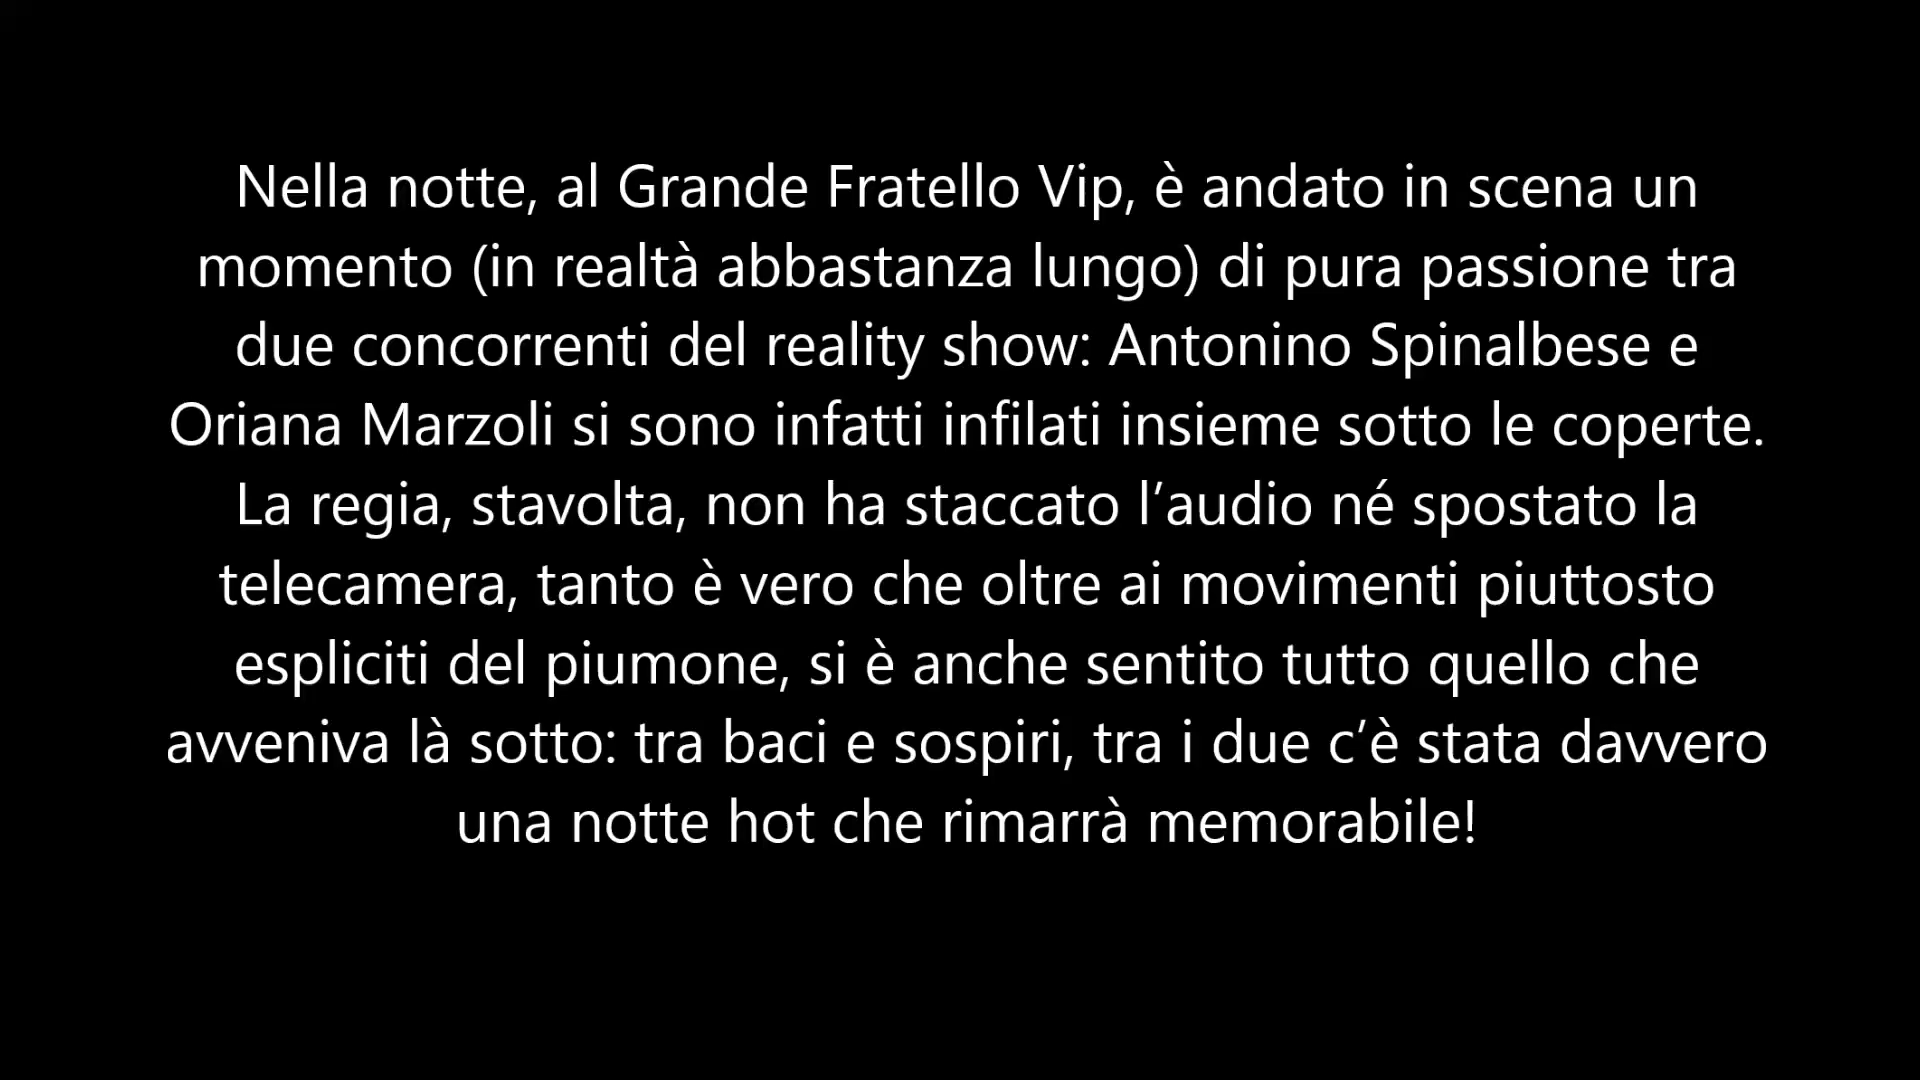 Nella notte, al Grande Fratello Vip, è andato in scena un
momento (in realtà abbastanza lungo) di pura passione tra
due concorrenti del reality show: Antonino Spinalbese e
Oriana Marzoli si sono infatti infilati insieme sotto le coperte.
La regia, stavolta, non ha staccato l’audio né spostato la
telecamera, tanto è vero che oltre ai movimenti piuttosto
espliciti del piumone, si è anche sentito tutto quello che
avveniva là sotto: tra baci e sospiri, tra i due c’è stata davvero
una notte hot che rimarrà memorabile!